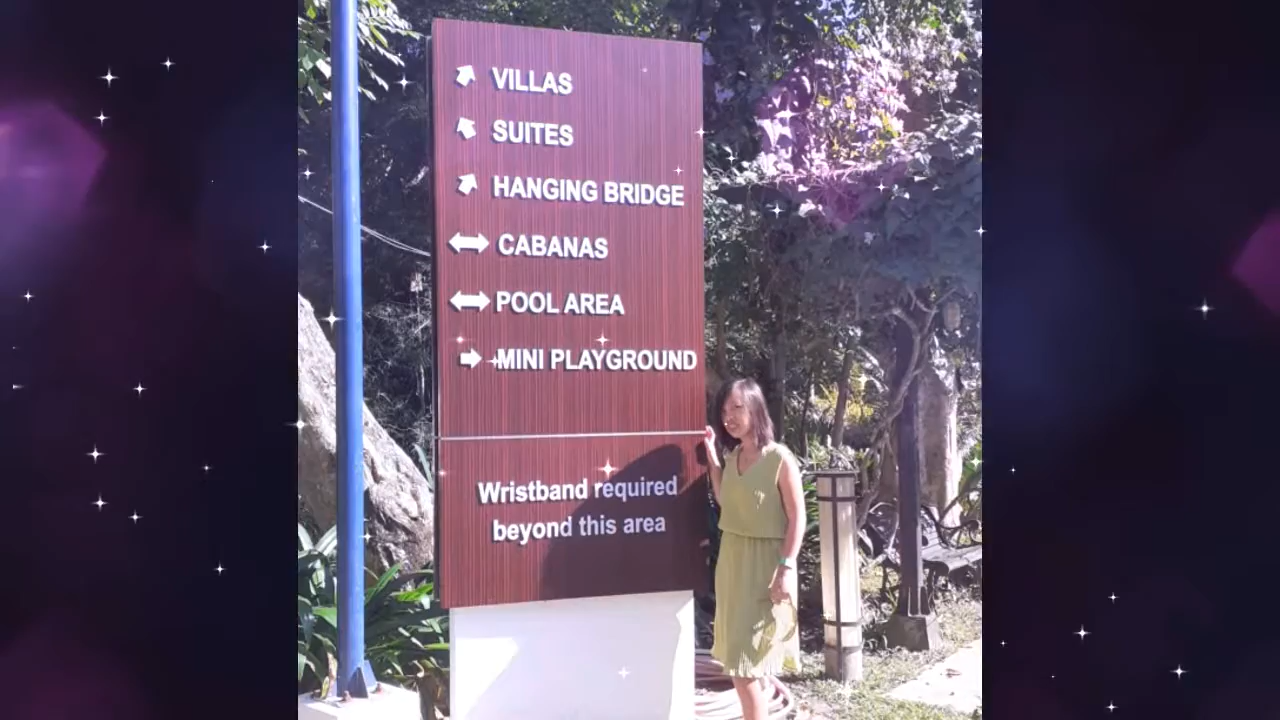 VILLAS
SUITES
HANGING BRIDGE
CABANAS
POOL AREA
MINI PLAYGROUND
Wristband required
beyond this area